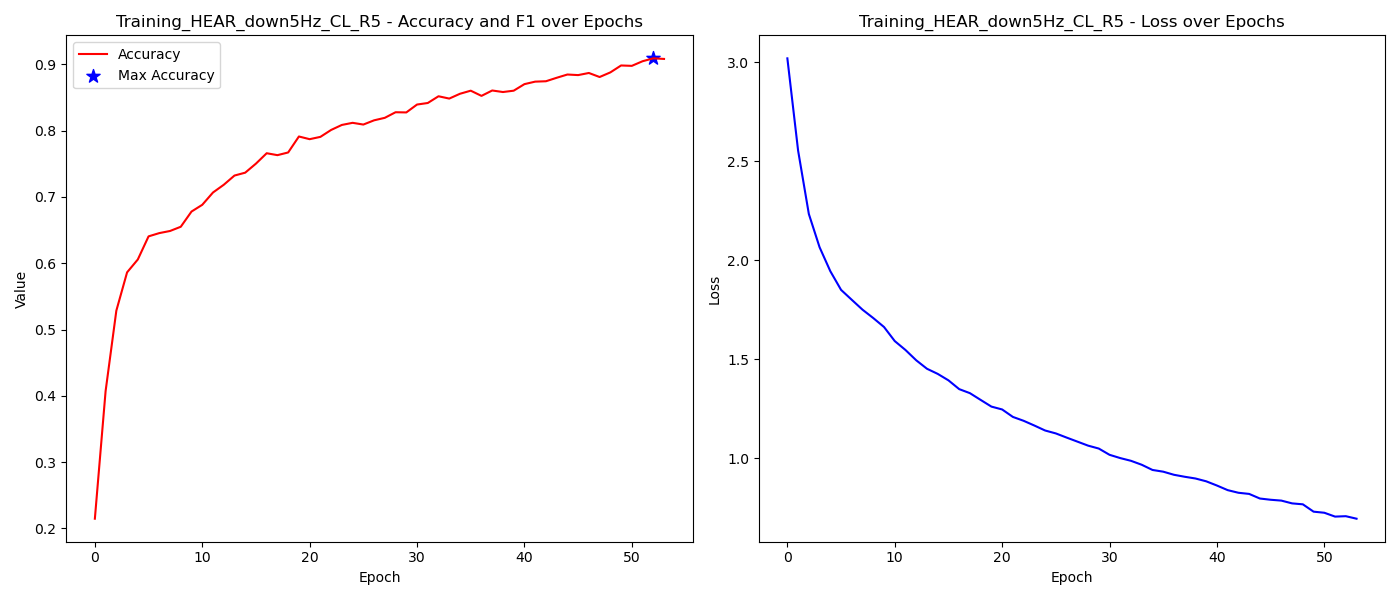 Training_HEAR_down5Hz_CL_R5 - Accuracy and F1 over Epochs
Accuracy
Max Accuracy
Value
0.9
0.8
0.7
0.6
0.5
0.4
0.3
0.2
0 10 20 30 40 50
Epoch
Training_HEAR_down5Hz_CL_R5 - Loss over Epochs
Loss
3.0
2.5
2.0
1.5
1.0
0 10 20 30 40 50
Epoch